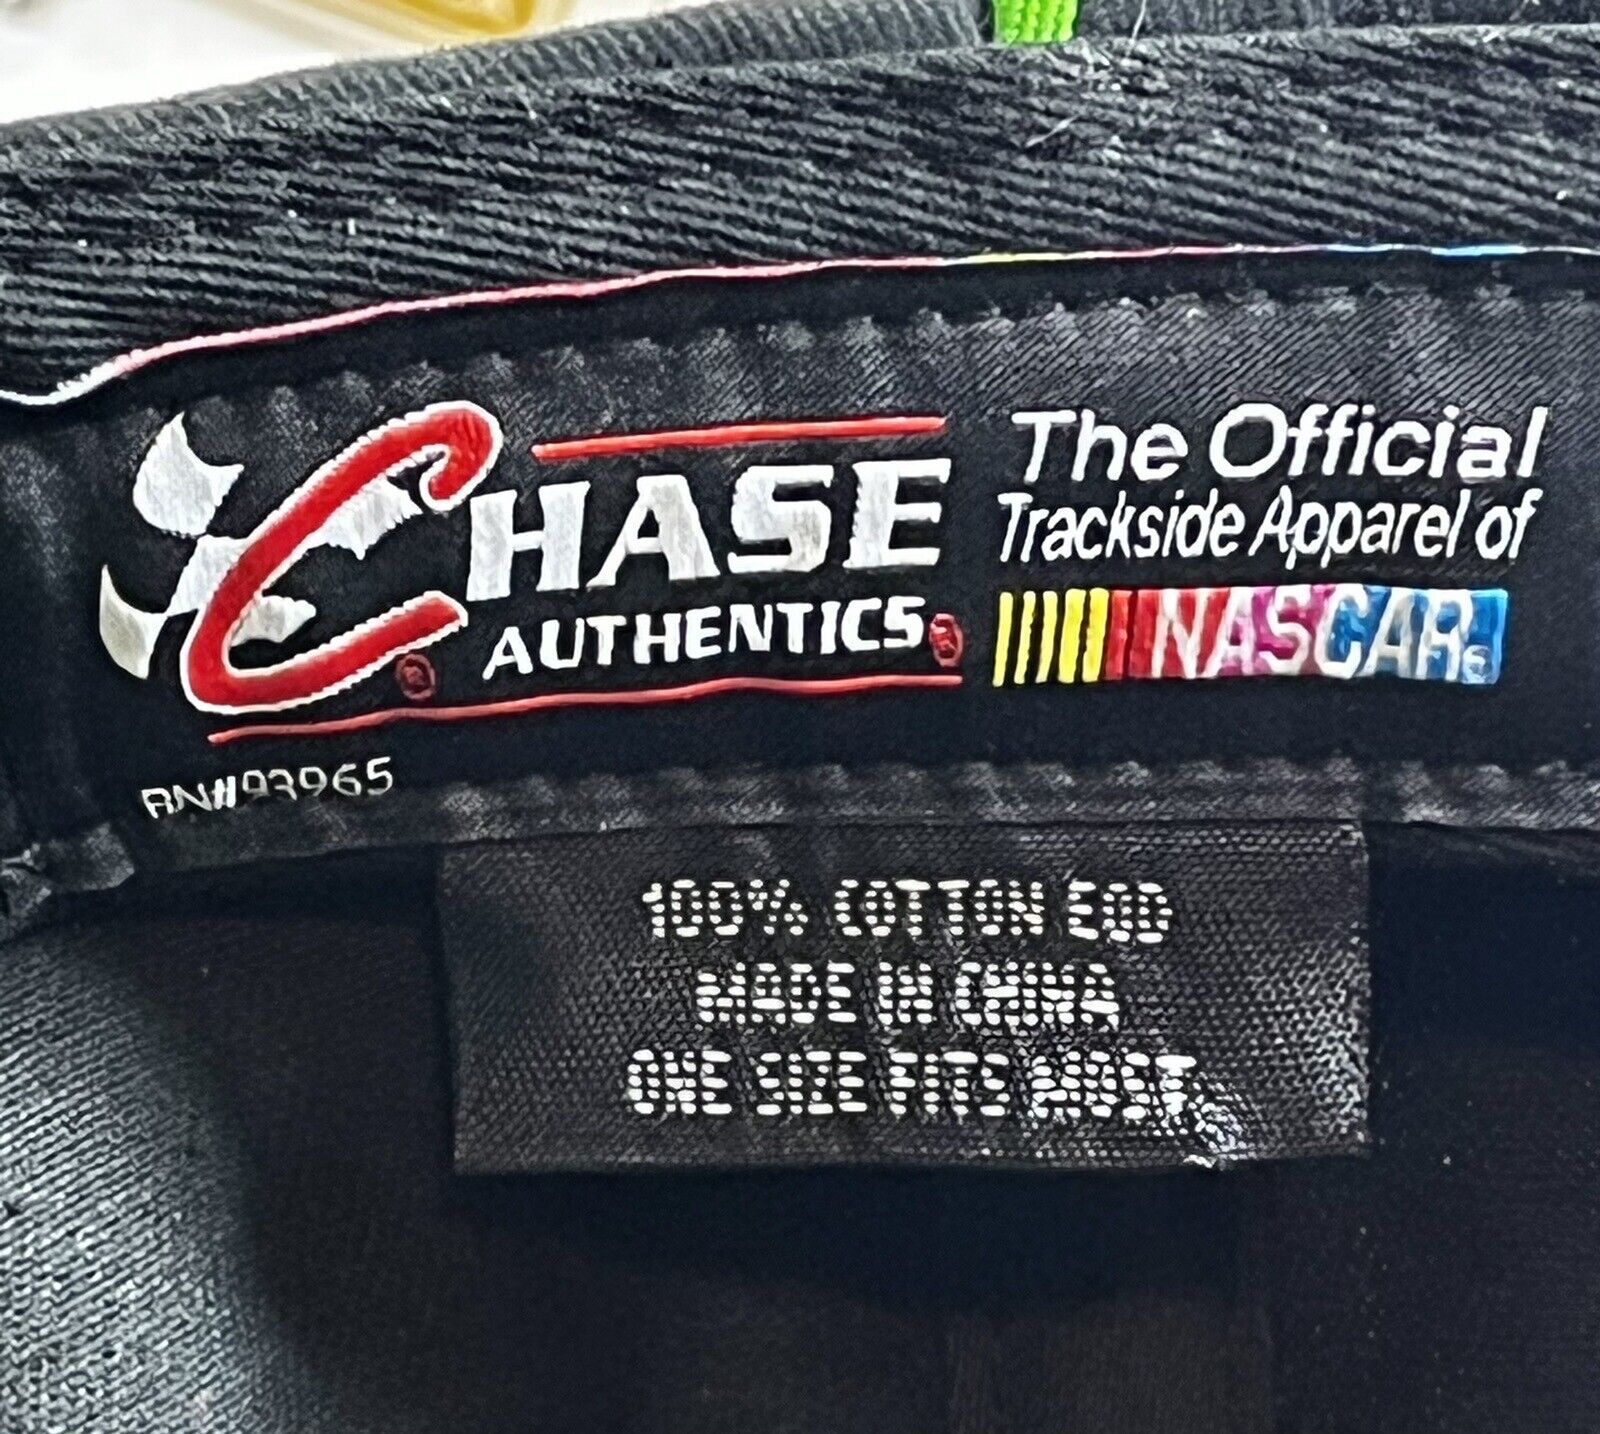 CHASE
AUTHENTICS®
®
The Official
Trackside Apparel of
NASCAR®
RN#93965
100% COTTON EOD
MADE IN CHINA
ONE SIZE FITS MOST.